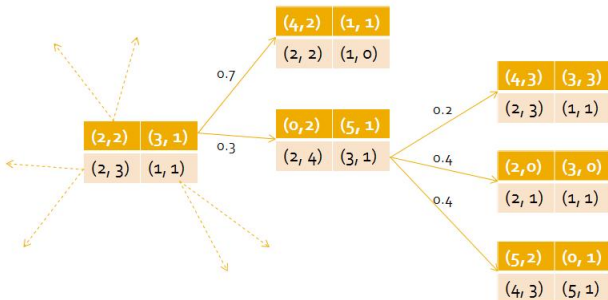 (4,2) (1, 1)
(2, 2) (1, 0)
0.7
(2,2) (3, 1)
(2, 3) (1, 1)
0.3
(0,2) (5, 1)
(2, 4) (3, 1)
0.2
0.4
0.4
(4,3) (3, 3)
(2, 3) (1, 1)
(2,0) (3, 0)
(2, 1) (1, 1)
(5,2) (0, 1)
(4, 3) (5, 1)